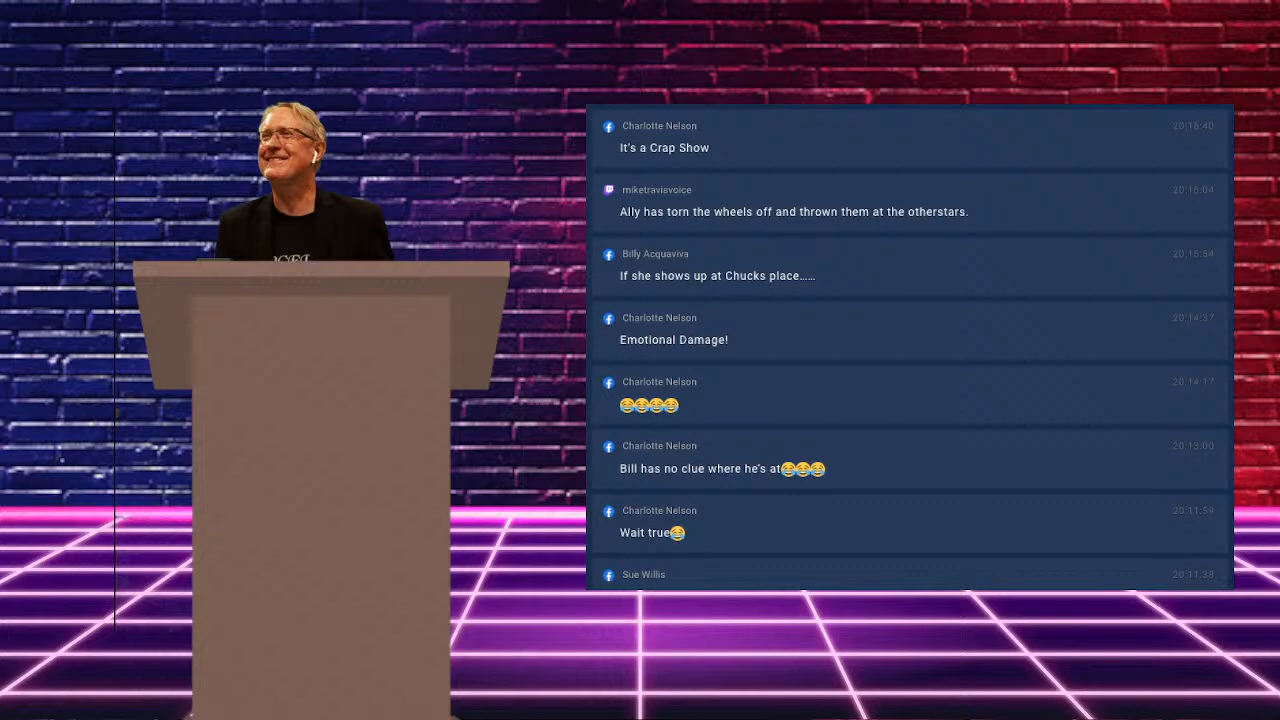 Charlotte Nelson 20:16:40
It's a Crap Show
miketravisvoice 20:16:04
Ally has torn the wheels off and thrown them at the otherstars.
Billy Acquaviva 20:15:54
If she shows up at Chucks place......
Charlotte Nelson 20:14:37
Emotional Damage!
Charlotte Nelson 20:14:17
😂😂😂😂
Charlotte Nelson 20:13:00
Bill has no clue where he's at😂😂😂
Charlotte Nelson 20:11:59
Wait true😂
Sue Willis 20:11:39